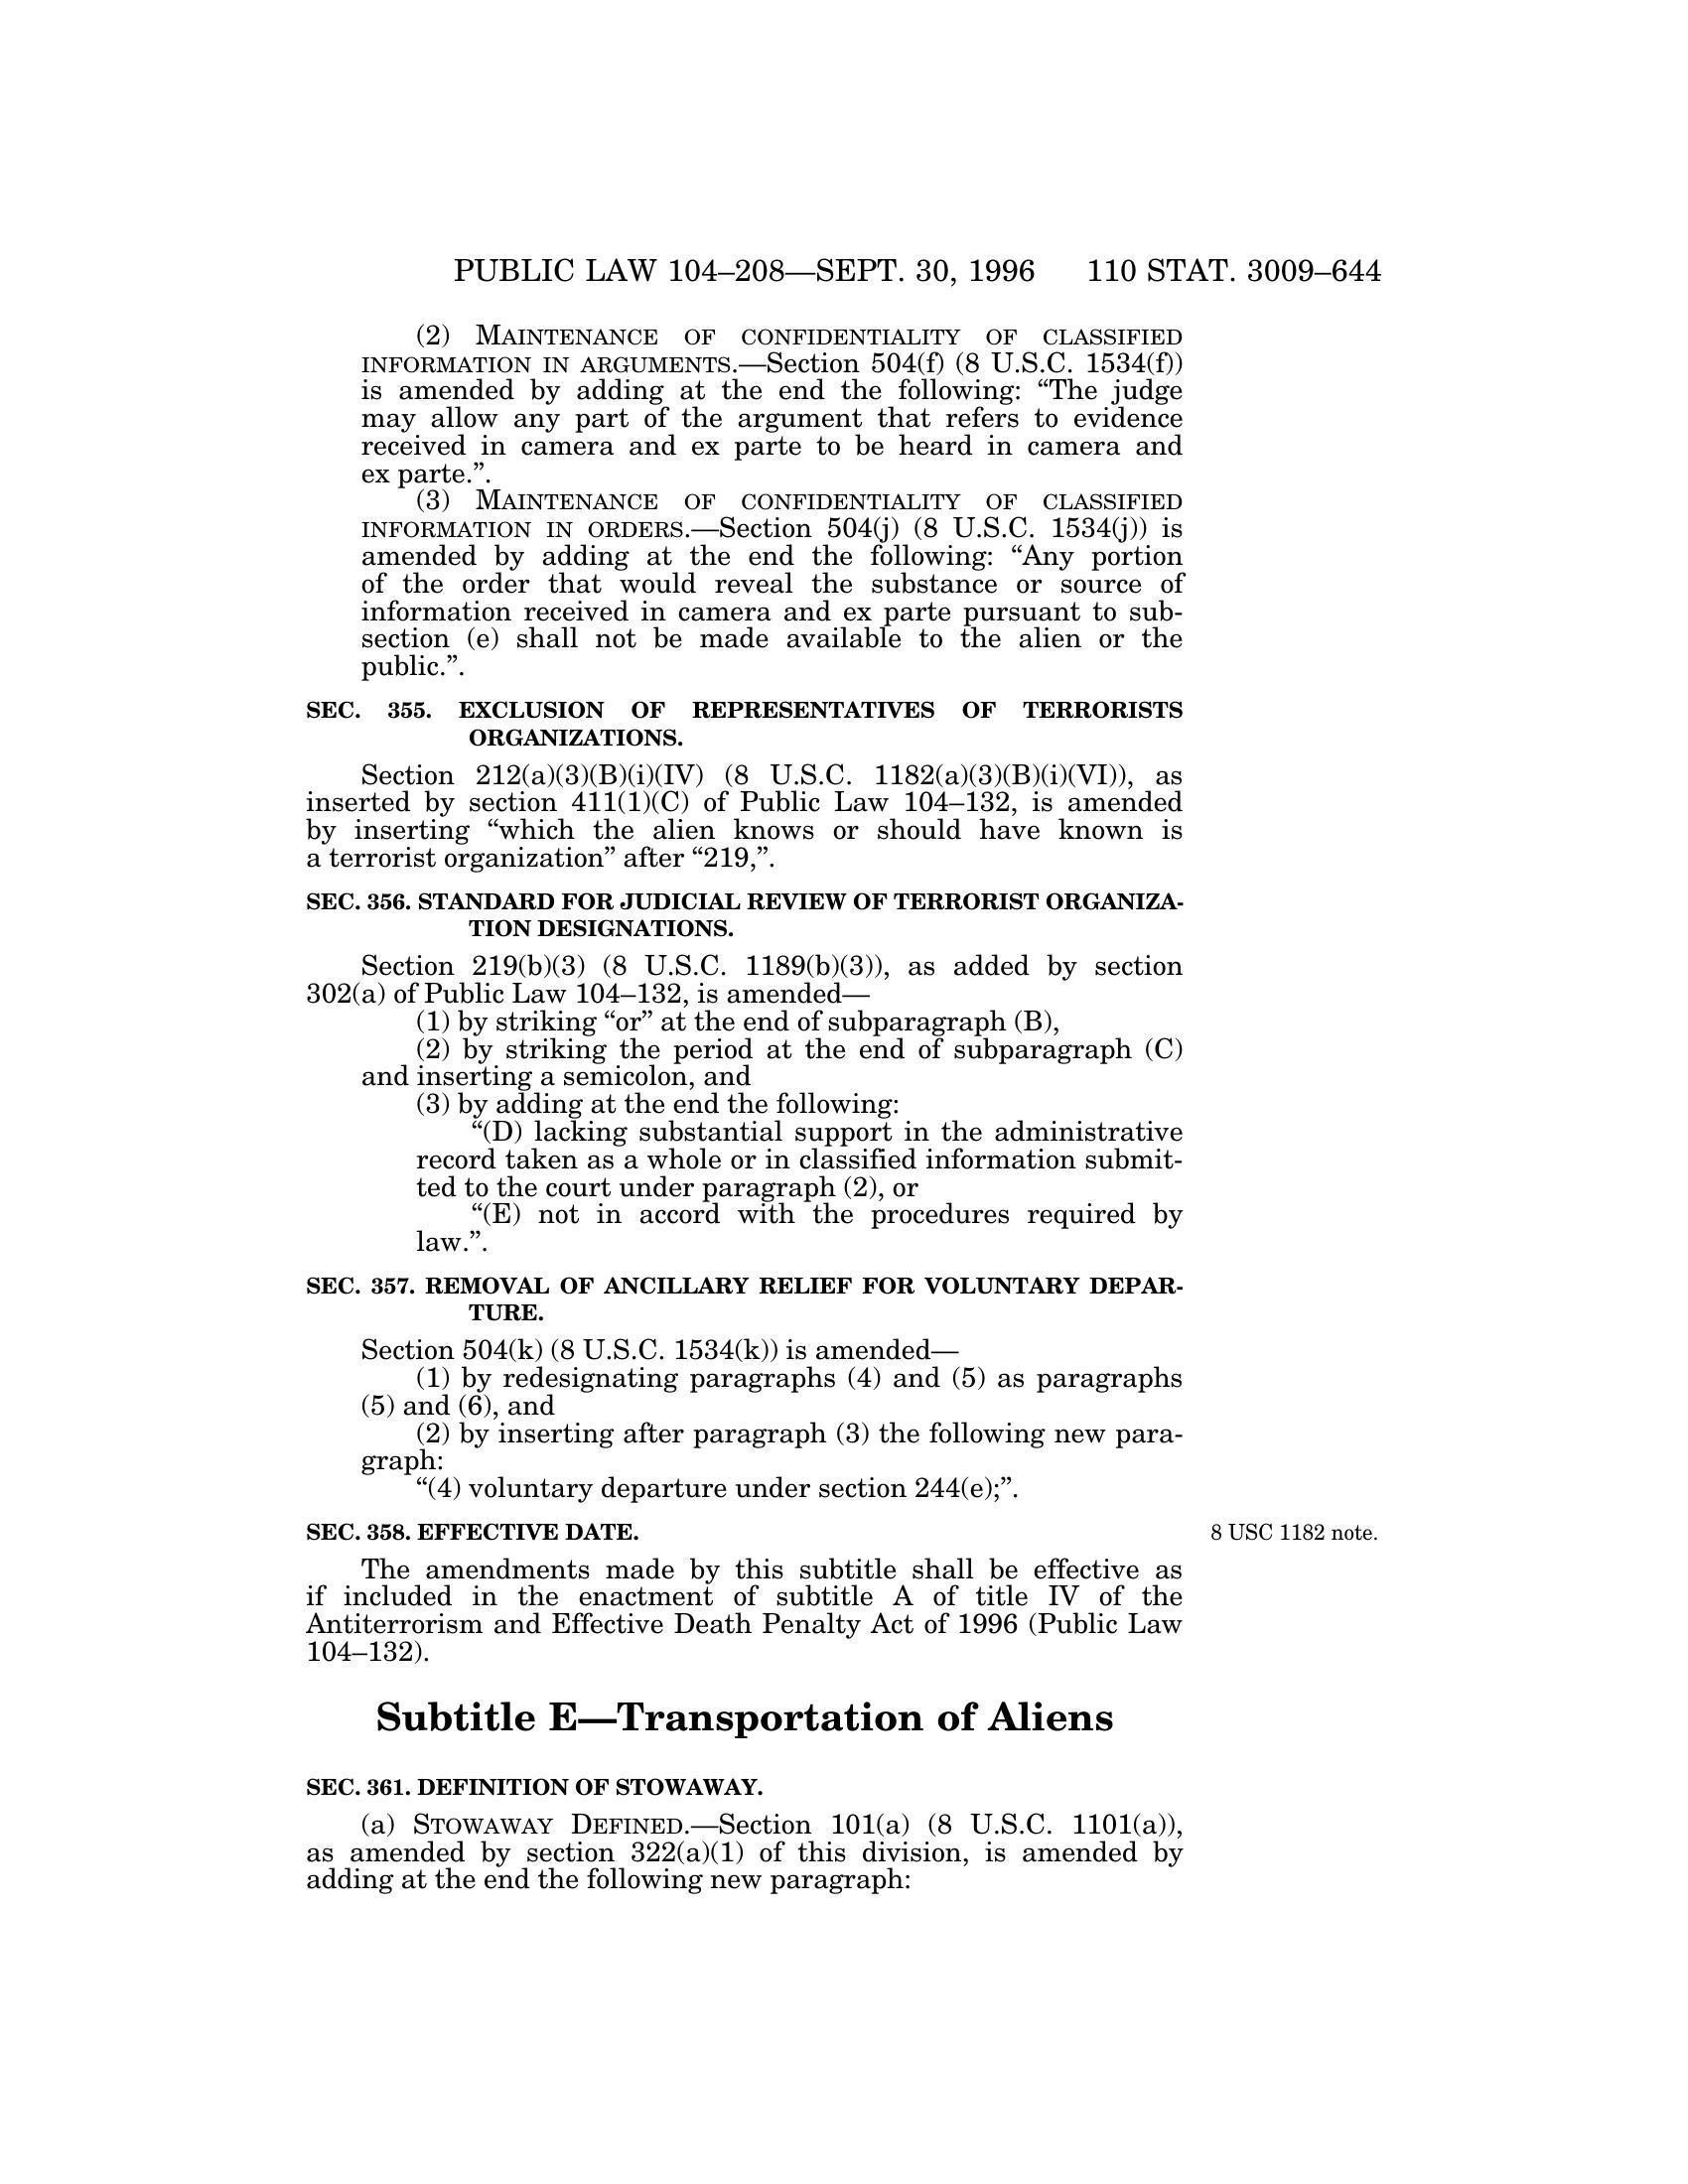 PUBLIC LAW 104–208—SEPT. 30, 1996 110 STAT. 3009–644
(2) MAINTENANCE OF CONFIDENTIALITY OF CLASSIFIED
INFORMATION IN ARGUMENTS.—Section 504(f) (8 U.S.C. 1534(f))
is amended by adding at the end the following: “The judge
may allow any part of the argument that refers to evidence
received in camera and ex parte to be heard in camera and
ex parte.”.
(3) MAINTENANCE OF CONFIDENTIALITY OF CLASSIFIED
INFORMATION IN ORDERS.—Section 504(j) (8 U.S.C. 1534(j)) is
amended by adding at the end the following: “Any portion
of the order that would reveal the substance or source of
information received in camera and ex parte pursuant to sub-
section (e) shall not be made available to the alien or the
public.”.
SEC. 355. EXCLUSION OF REPRESENTATIVES OF TERRORISTS
ORGANIZATIONS.
Section 212(a)(3)(B)(i)(IV) (8 U.S.C. 1182(a)(3)(B)(i)(VI)), as
inserted by section 411(1)(C) of Public Law 104–132, is amended
by inserting “which the alien knows or should have known is
a terrorist organization” after “219,”.
SEC. 356. STANDARD FOR JUDICIAL REVIEW OF TERRORIST ORGANIZA-
TION DESIGNATIONS.
Section 219(b)(3) (8 U.S.C. 1189(b)(3)), as added by section
302(a) of Public Law 104–132, is amended—
(1) by striking “or” at the end of subparagraph (B),
(2) by striking the period at the end of subparagraph (C)
and inserting a semicolon, and
(3) by adding at the end the following:
“(D) lacking substantial support in the administrative
record taken as a whole or in classified information submit-
ted to the court under paragraph (2), or
“(E) not in accord with the procedures required by
law.”.
SEC. 357. REMOVAL OF ANCILLARY RELIEF FOR VOLUNTARY DEPAR-
TURE.
Section 504(k) (8 U.S.C. 1534(k)) is amended—
(1) by redesignating paragraphs (4) and (5) as paragraphs
(5) and (6), and
(2) by inserting after paragraph (3) the following new para-
graph:
“(4) voluntary departure under section 244(e);”.
SEC. 358. EFFECTIVE DATE.
8 USC 1182 note.
The amendments made by this subtitle shall be effective as
if included in the enactment of subtitle A of title IV of the
Antiterrorism and Effective Death Penalty Act of 1996 (Public Law
104–132).
Subtitle E—Transportation of Aliens
SEC. 361. DEFINITION OF STOWAWAY.
(a) STOWAWAY DEFINED.—Section 101(a) (8 U.S.C. 1101(a)),
as amended by section 322(a)(1) of this division, is amended by
adding at the end the following new paragraph: